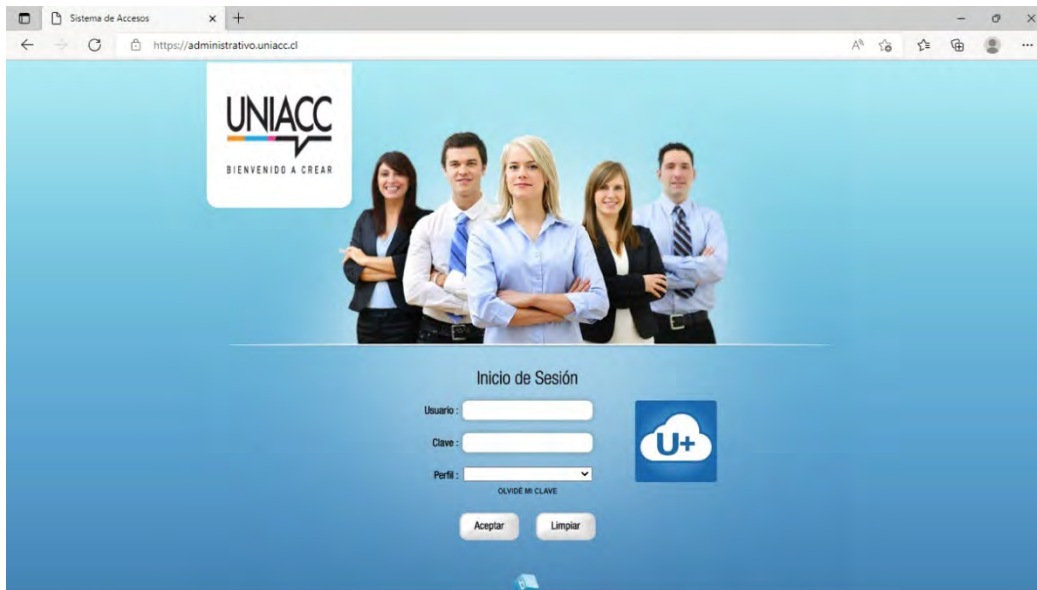 Sistema de Accesos
https://administrativo.uniacc.cl
UNIACC
BIENVENIDO A CREAR
Inicio de Sesión
Usuario :
Clave :
Perfil :
OLVIDÉ MI CLAVE
Aceptar
Limpiar
U+